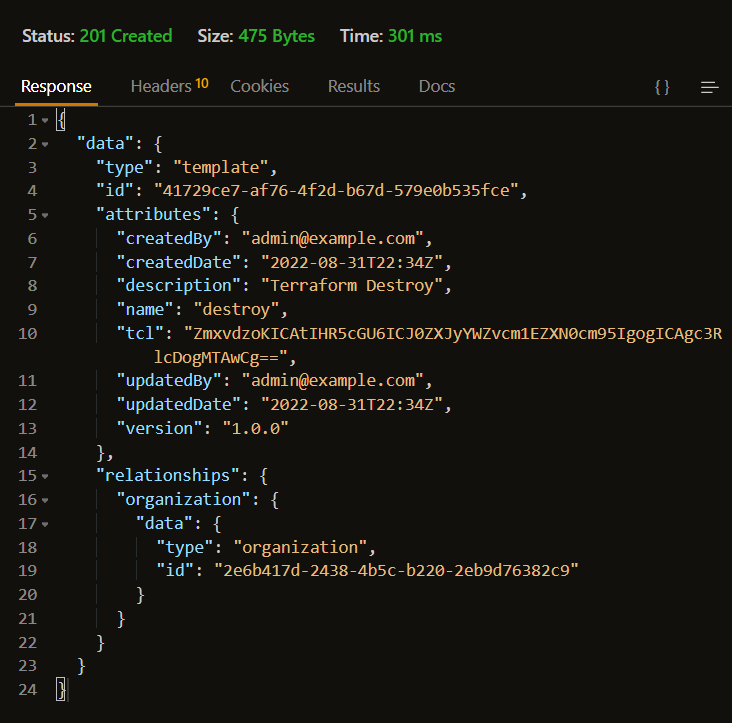 Status: 201 Created Size: 475 Bytes Time: 301 ms
Response Headers 10 Cookies Results Docs { }
1 {
2 "data": {
3 "type": "template",
4 "id": "41729ce7-af76-4f2d-b67d-579e0b535fce",
5 "attributes": {
6 "createdBy": "admin@example.com",
7 "createdDate": "2022-08-31T22:34Z",
8 "description": "Terraform Destroy",
9 "name": "destroy",
10 "tcl": "ZmxvdzoKICAtIHR5cGU6ICJ0ZXJyYWZvcm1EZXN0cm95IgogICAgc3R
lcDogMTAwCg==",
11 "updatedBy": "admin@example.com",
12 "updatedDate": "2022-08-31T22:34Z",
13 "version": "1.0.0"
14 },
15 "relationships": {
16 "organization": {
17 "data": {
18 "type": "organization",
19 "id": "2e6b417d-2438-4b5c-b220-2eb9d76382c9"
20 }
21 }
22 }
23 }
24 }